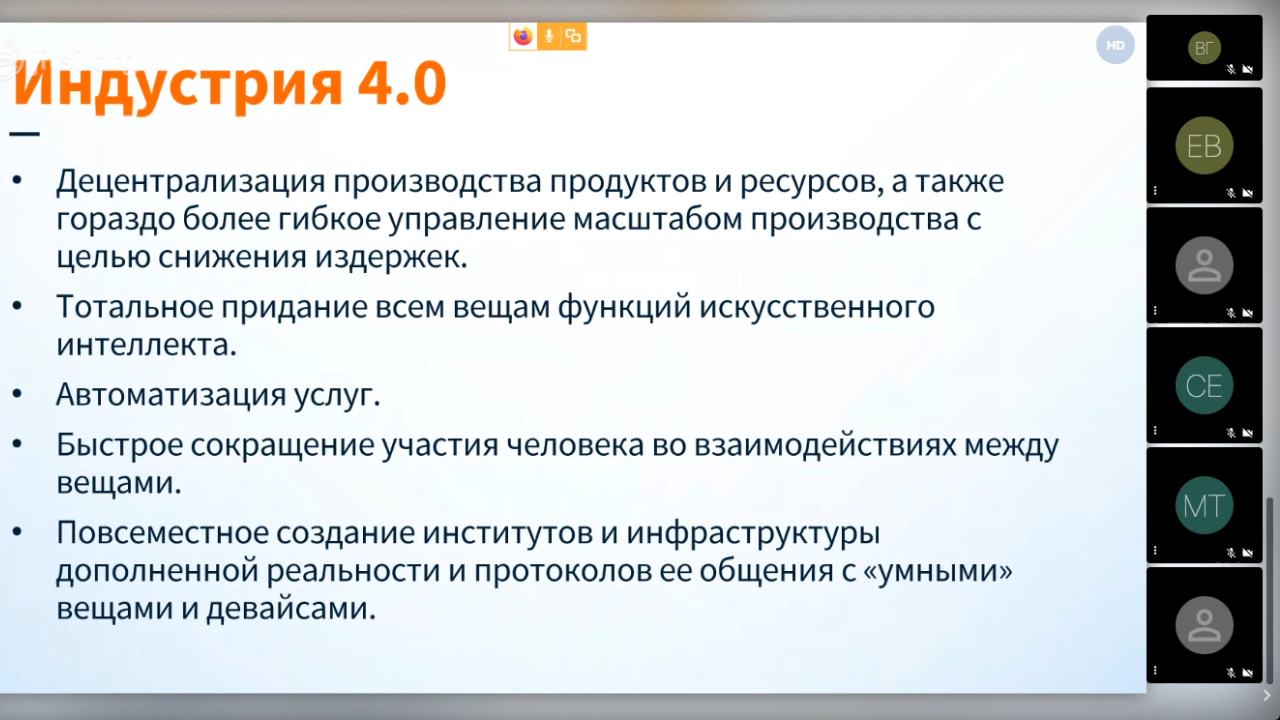 HD
Индустрия 4.0
• Децентрализация производства продуктов и ресурсов, а также
гораздо более гибкое управление масштабом производства с
целью снижения издержек.
• Тотальное придание всем вещам функций искусственного
интеллекта.
• Автоматизация услуг.
• Быстрое сокращение участия человека во взаимодействиях между
вещами.
• Повсеместное создание институтов и инфраструктуры
дополненной реальности и протоколов ее общения с «умными»
вещами и девайсами.
ВГ
ЕВ
СЕ
МТ